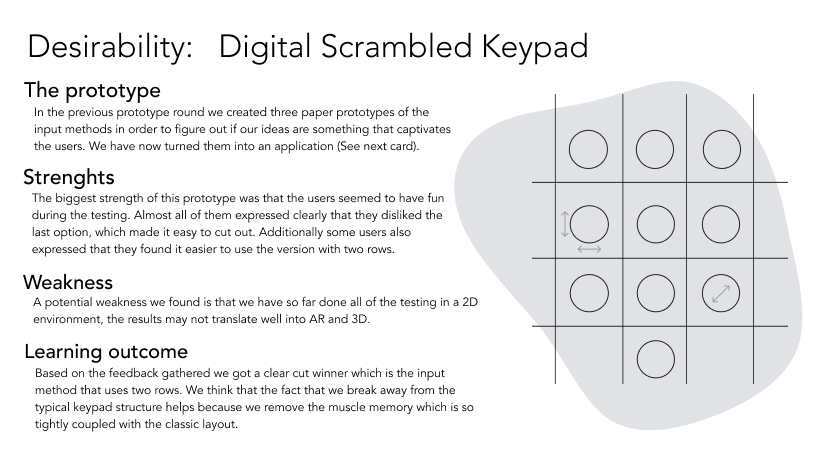 Desirability: Digital Scrambled Keypad
The prototype
In the previous prototype round we created three paper prototypes of the
input methods in order to figure out if our ideas are something that captivates
the users. We have now turned them into an application (See next card).
Strenghts
The biggest strength of this prototype was that the users seemed to have fun
during the testing. Almost all of them expressed clearly that they disliked the
last option, which made it easy to cut out. Additionally some users also
expressed that they found it easier to use the version with two rows.
Weakness
A potential weakness we found is that we have so far done all of the testing in a 2D
environment, the results may not translate well into AR and 3D.
Learning outcome
Based on the feedback gathered we got a clear cut winner which is the input
method that uses two rows. We think that the fact that we break away from the
typical keypad structure helps because we remove the muscle memory which is so
tightly coupled with the classic layout.